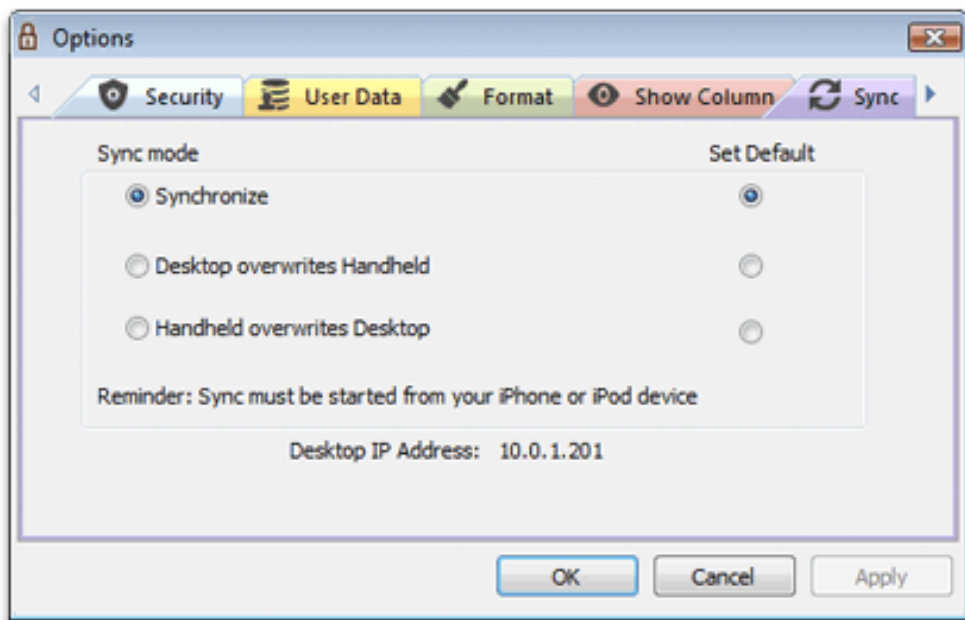 Options
Security User Data Format Show Column Sync
Sync mode Set Default
Synchronize
Desktop overwrites Handheld
Handheld overwrites Desktop
Reminder: Sync must be started from your iPhone or iPod device
Desktop IP Address: 10.0.1.201
OK Cancel Apply